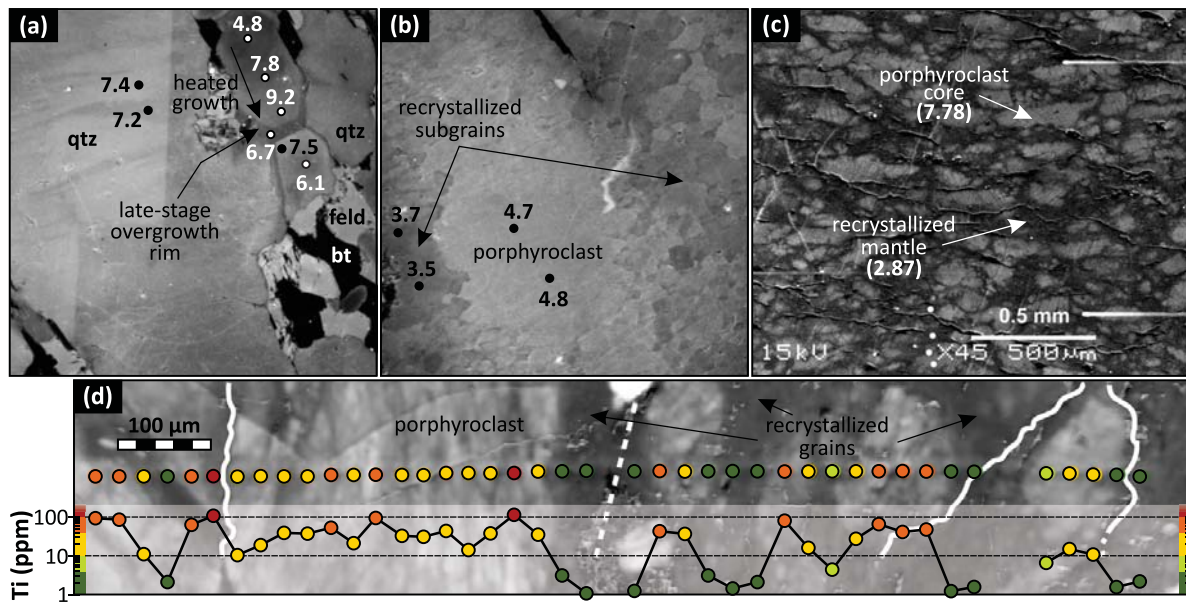 (a)
4.8
7.8
heated
growth
9.2
7.4
7.2
qtz
qtz
6.7
7.5
6.1
late-stage
overgrowth
rim
feld
bt
(b)
recrystallized
subgrains
3.7
4.7
porphyroclast
3.5
4.8
(c)
porphyroclast
core
(7.78)
recrystallized
mantle
(2.87)
0.5 mm
15kV X45 500µm
(d)
100 µm
porphyroclast
recrystallized
grains
Ti (ppm)
100
10
1